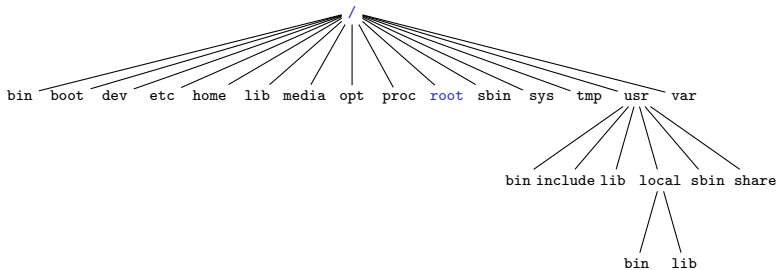 /
bin boot dev etc home lib media opt proc root sbin sys tmp usr var
bin include lib local sbin share
bin lib